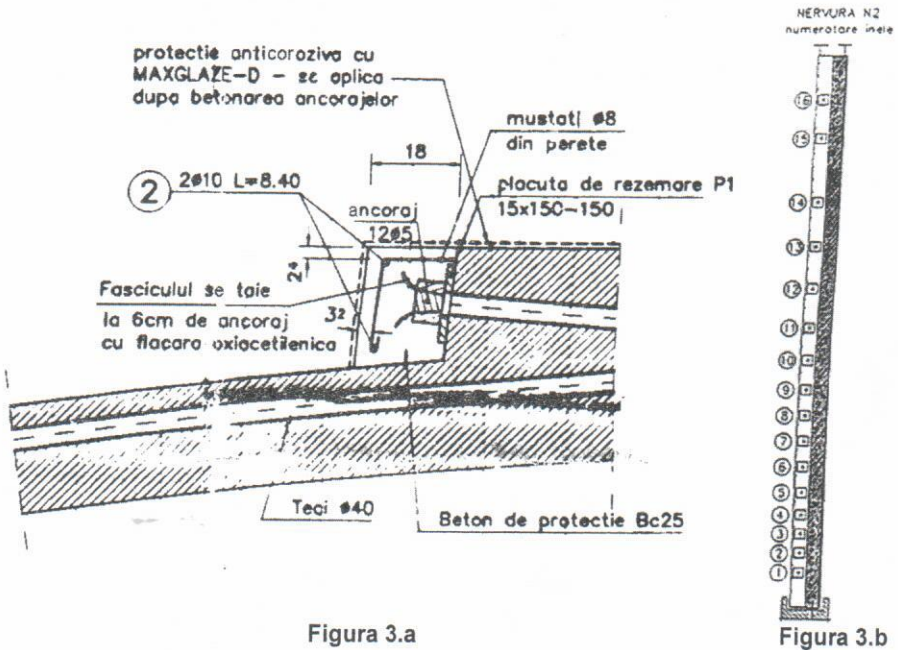 NERVURA N2
numerotare inele
protectie anticoroziva cu
MAXGLAZE-D - se aplica
dupa betonarea ancorajelor
mustati ø8
din perete
18
2
2ø10 L=8.40
placuta de rezemare P1
15x150-150
ancoraj
12ø5
24
Fasciculul se taie
la 6cm de ancoraj
cu flacara oxiacetilenica
32
Teci ø40
Beton de protectie Bc25
16
15
14
13
12
11
10
9
8
7
6
5
4
3
2
1
Figura 3.a
Figura 3.b